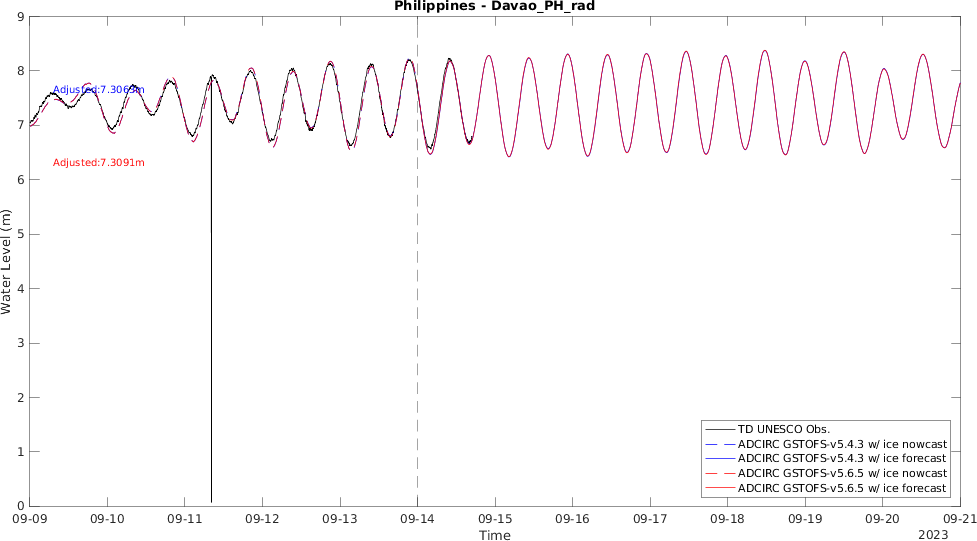 Philippines - Davao_PH_rad
9
8
7
6
5
4
3
2
1
0
Water Level (m)
Adjusted:7.3063m
Adjusted:7.3091m
TD UNESCO Obs.
ADCIRC GSTOFS-v5.4.3 w/ ice nowcast
ADCIRC GSTOFS-v5.4.3 w/ ice forecast
ADCIRC GSTOFS-v5.6.5 w/ ice nowcast
ADCIRC GSTOFS-v5.6.5 w/ ice forecast
09-09 09-10 09-11 09-12 09-13 09-14 09-15 09-16 09-17 09-18 09-19 09-20 09-21
Time
2023